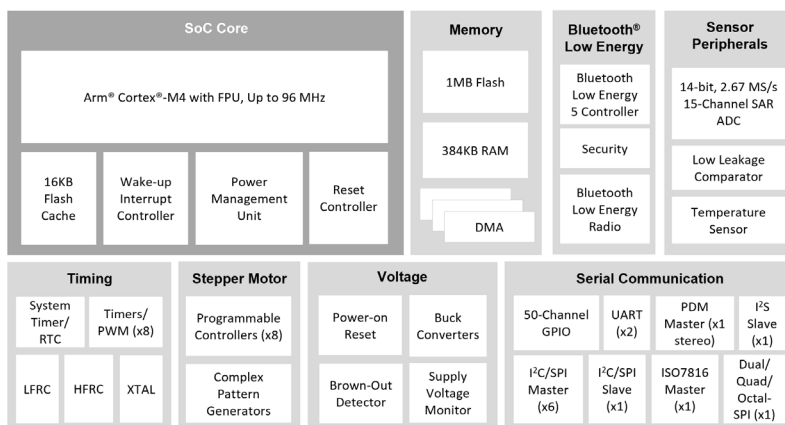 SoC Core
Arm® Cortex®-M4 with FPU, Up to 96 MHz
16KB
Flash
Cache
Wake-up
Interrupt
Controller
Power
Management
Unit
Reset
Controller
Memory
1MB Flash
384KB RAM
DMA
Bluetooth®
Low Energy
Bluetooth
Low Energy
5 Controller
Security
Bluetooth
Low Energy
Radio
Sensor
Peripherals
14-bit, 2.67 MS/s
15-Channel SAR
ADC
Low Leakage
Comparator
Temperature
Sensor
Timing
System
Timer/
RTC
Timers/
PWM (x8)
LFRC
HFRC
XTAL
Stepper Motor
Programmable
Controllers (x8)
Complex
Pattern
Generators
Voltage
Power-on
Reset
Buck
Converters
Brown-Out
Detector
Supply
Voltage
Monitor
Serial Communication
50-Channel
GPIO
UART
(x2)
PDM
Master (x1
stereo)
I²S
Slave
(x1)
I²C/SPI
Master
(x6)
I²C/SPI
Slave
(x1)
ISO7816
Master
(x1)
Dual/
Quad/
Octal-
SPI (x1)